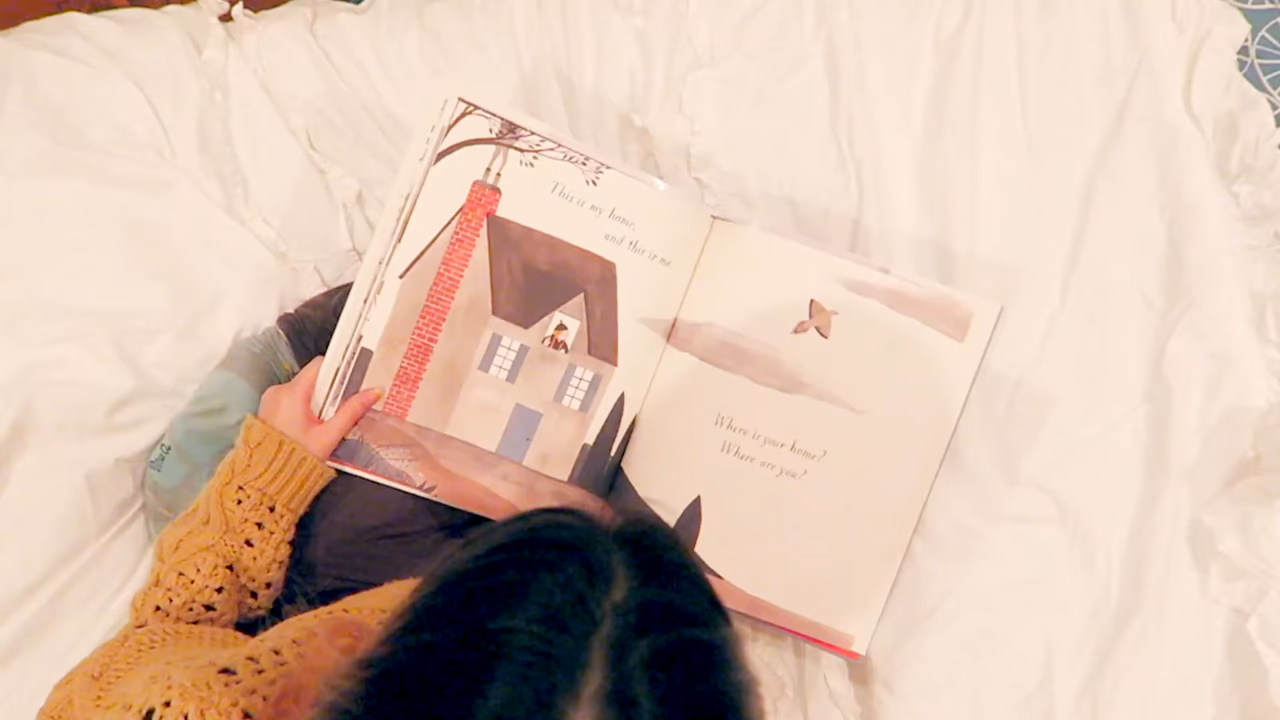 This is my home,
and this is me.
Where is your home?
Where are you?